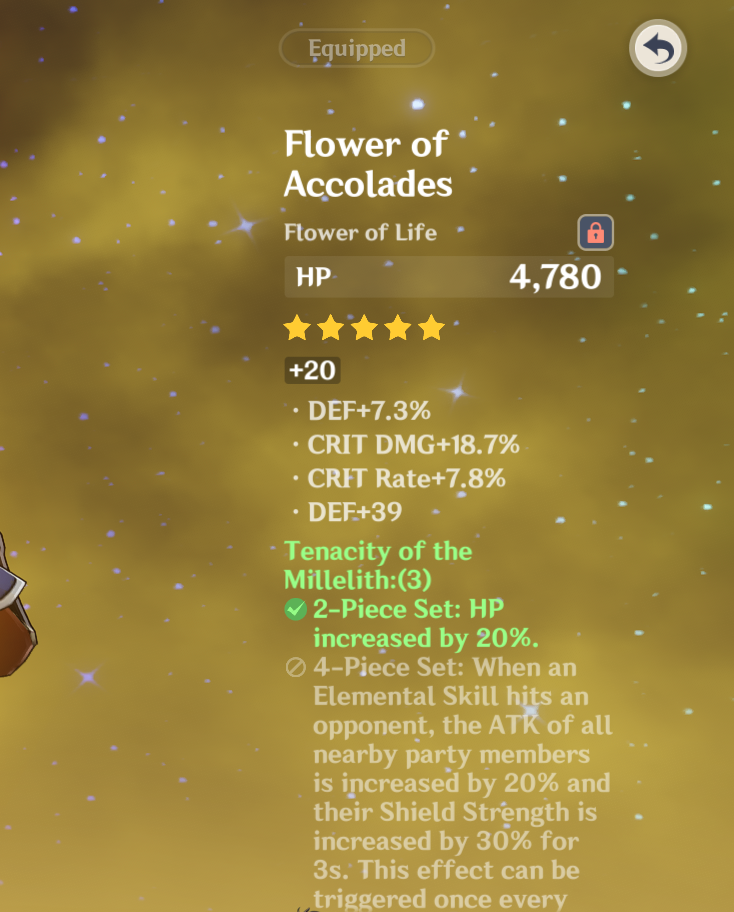 Equipped
Flower of
Accolades
Flower of Life
HP 4,780
+20
· DEF+7.3%
· CRIT DMG+18.7%
· CRIT Rate+7.8%
· DEF+39
Tenacity of the
Millelith:(3)
2-Piece Set: HP
increased by 20%.
4-Piece Set: When an
Elemental Skill hits an
opponent, the ATK of all
nearby party members
is increased by 20% and
their Shield Strength is
increased by 30% for
3s. This effect can be
triggered once every